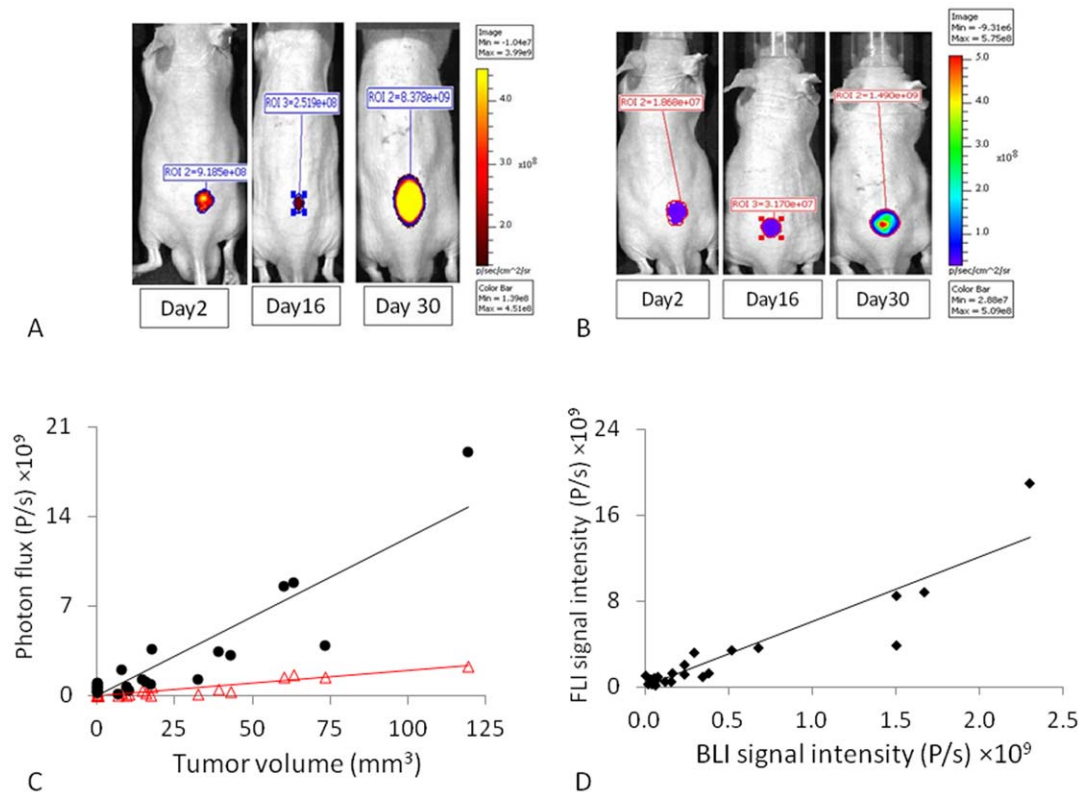 Image
Min = -1.04e7
Max = 3.99e9
ROI 2=9.185e+08
ROI 3=2.519e+08
ROI 2=8.378e+09
4.0
3.0
x10⁸
2.0
p/sec/cm^2/sr
Color Bar
Min = 1.39e8
Max = 4.51e8
Day2
Day16
Day 30
A
Image
Min = -9.31e6
Max = 5.75e8
ROI 2=1.868e+07
ROI 3=3.170e+07
ROI 2=1.490e+09
5.0
4.0
3.0
x10⁸
2.0
1.0
p/sec/cm^2/sr
Color Bar
Min = 2.88e7
Max = 5.09e8
Day2
Day16
Day30
B
Photon flux (P/s) ×10⁹
21
14
7
0
0
25
50
75
100
125
Tumor volume (mm³)
C
FLI signal intensity (P/s) ×10⁹
24
16
8
0
0.0
0.5
1.0
1.5
2.0
2.5
BLI signal intensity (P/s) ×10⁹
D